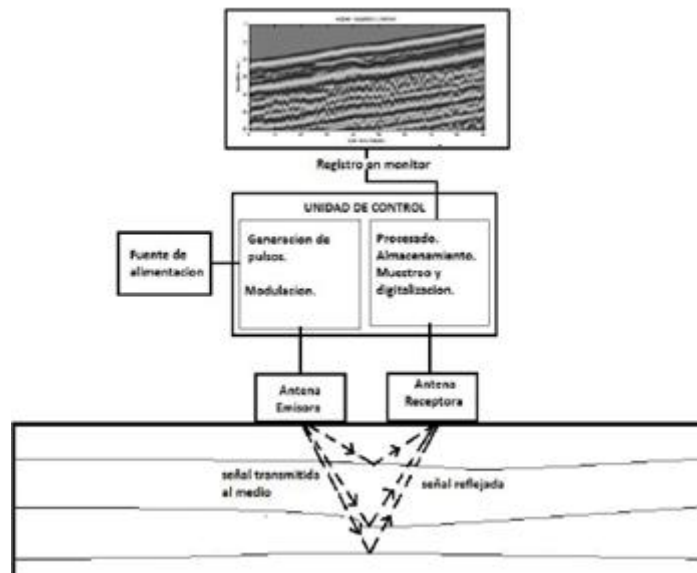 Registro en monitor
UNIDAD DE CONTROL
Fuente de
alimentacion
Generacion de
pulsos.
Modulacion.
Procesado.
Almacenamiento.
Muestreo y
digitalizacion.
Antena
Emisora
Antena
Receptora
señal transmitida
al medio
señal reflejada